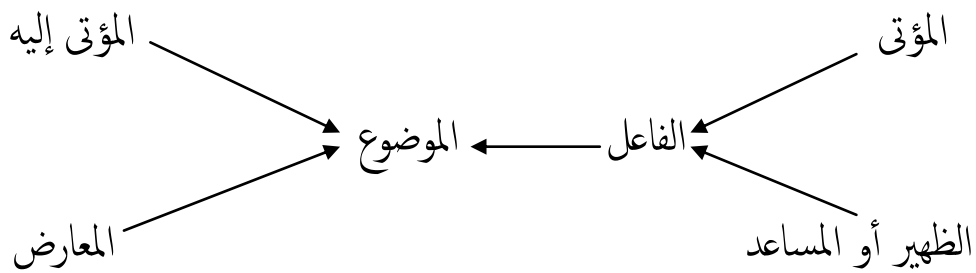 المؤتى
المؤتى إليه
الفاعل
الموضوع
الظهير أو المساعد
المعارض